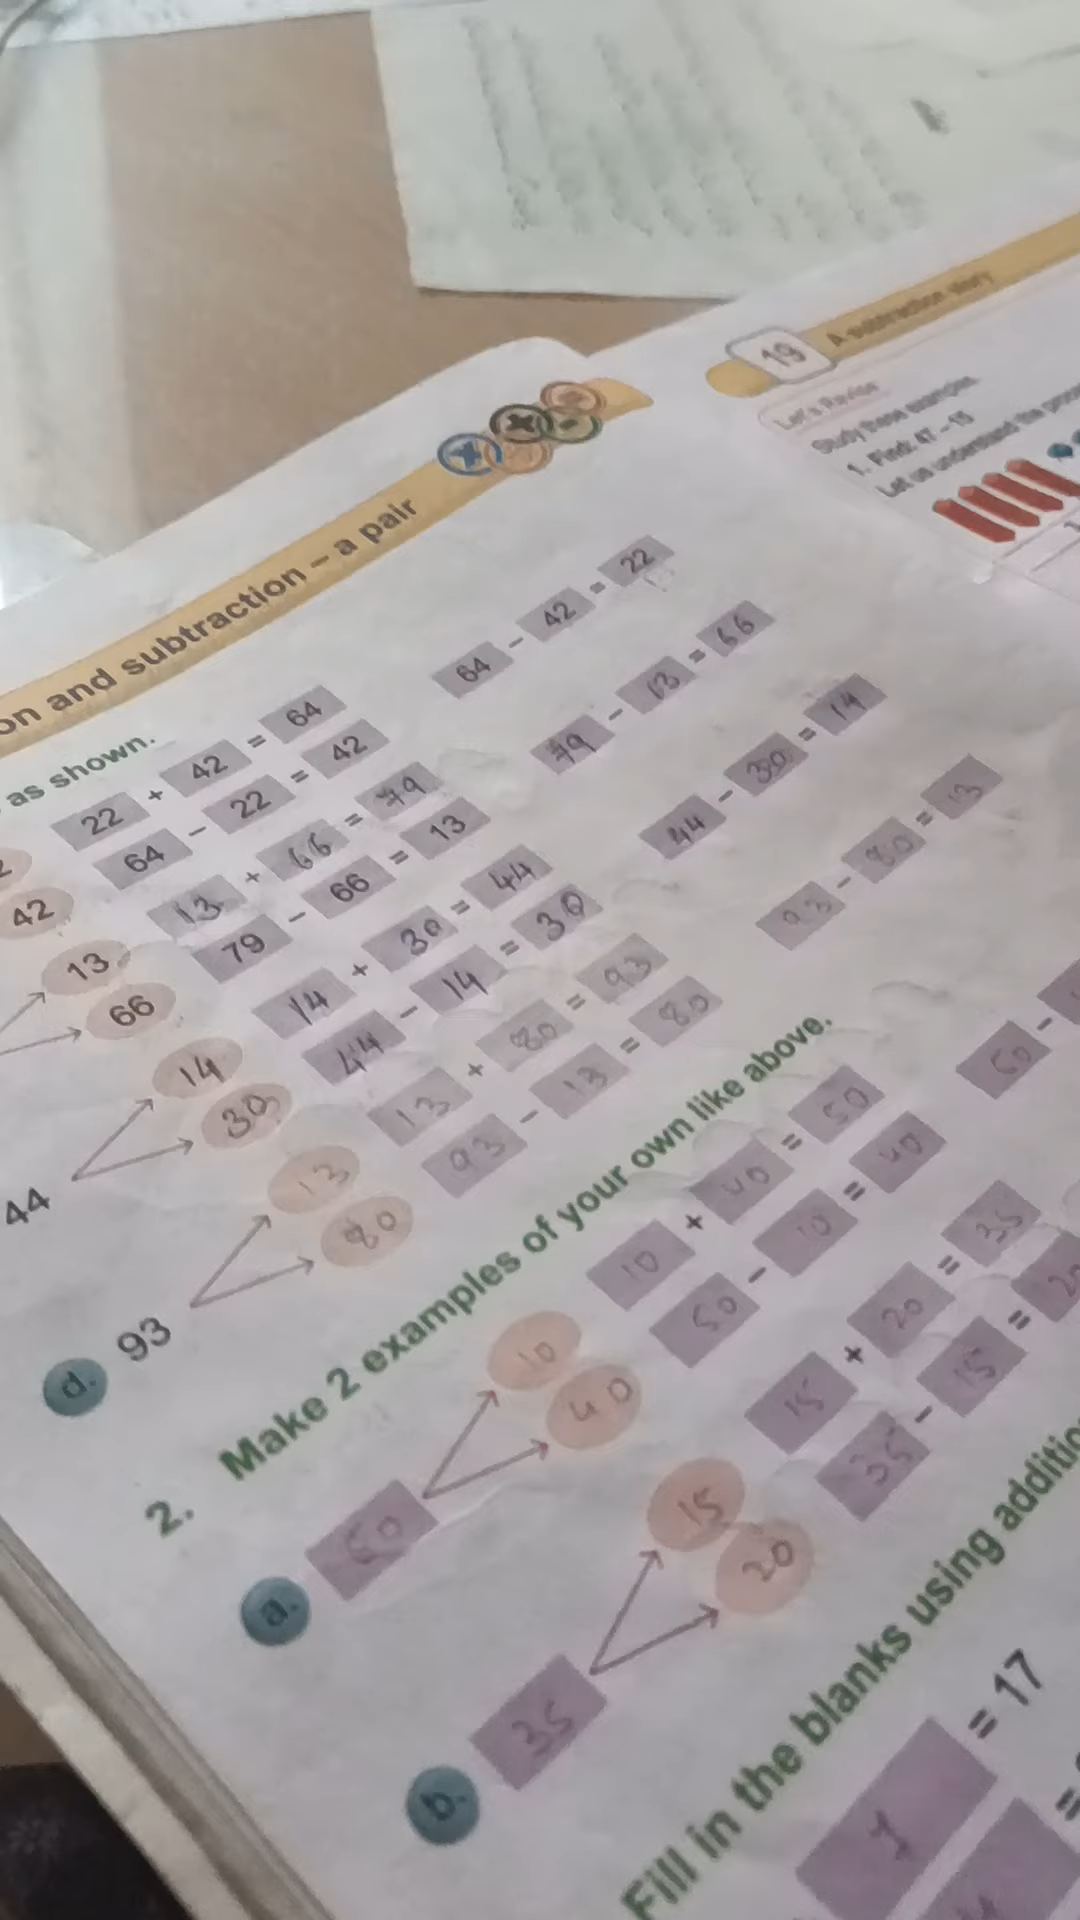 on and subtraction – a pair
as shown.
22 + 42 = 64
64 - 22 = 42
64 - 42 = 22
42
13 + 66 = 79
79 - 66 = 13
79 - 13 = 66
13
66
14 + 30 = 44
44 - 14 = 30
44 - 30 = 14
44
14
30
13 + 80 = 93
93 - 13 = 80
93 - 80 = 13
d. 93
13
80
2. Make 2 examples of your own like above.
10 + 40 = 50
50 - 10 = 40
a.
10
40
15 + 20 = 35
35 - 15 = 20
b. 35
15
20
Fill in the blanks using additio
= 17
19 A subtraction story
Let's Revise
Study these examples.
1. Find: 47 – 15
Let us understand the